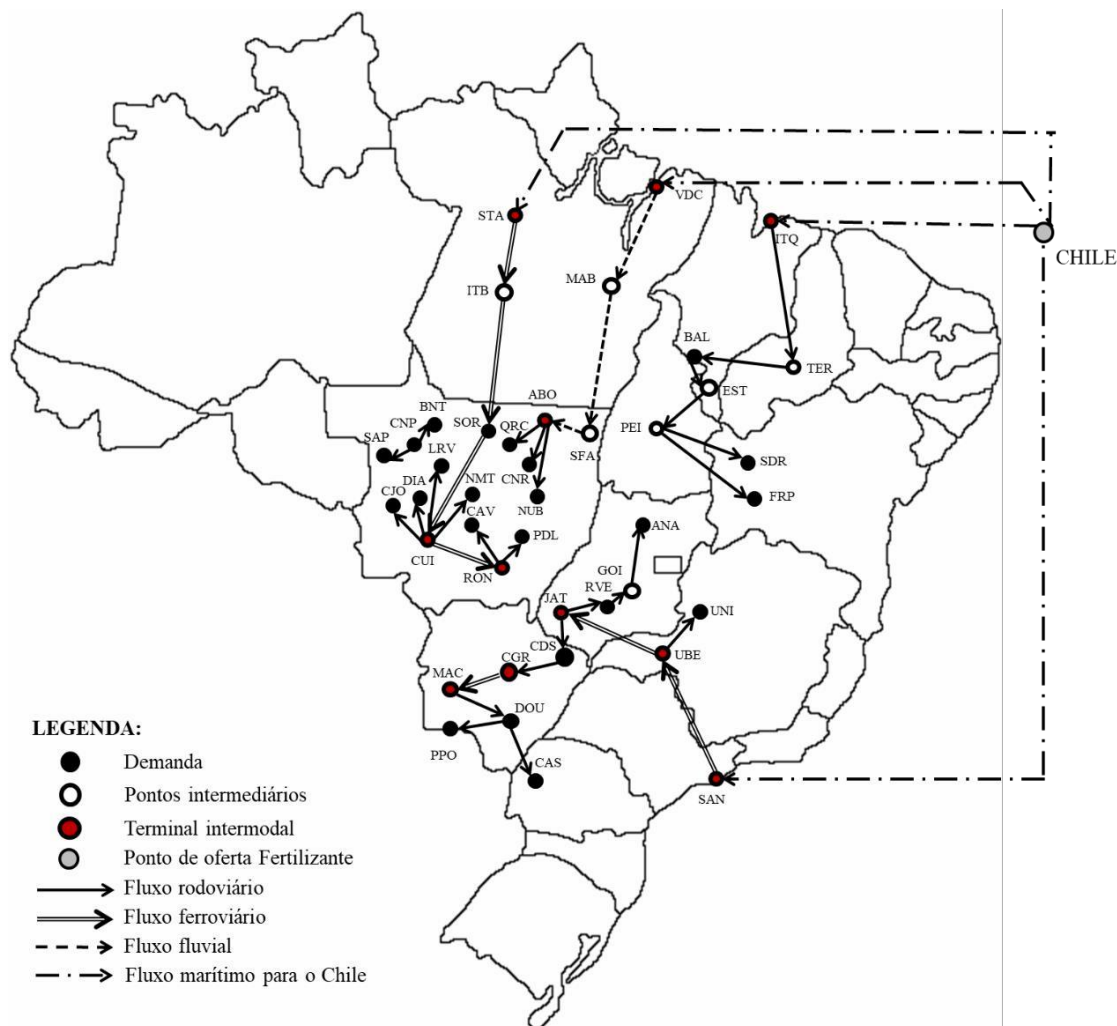 VDC
STA
ITQ
CHILE
ITB
MAB
BAL
TER
EST
ABO
BNT
CNP
SOR
QRC
PEI
SAP
LRV
SFA
SDR
DIA
NMT
CNR
CJO
CAV
NUB
FRP
PDL
ANA
CUI
RON
GOI
RVE
JAT
UNI
CDS
UBE
CGR
MAC
DOU
PPO
CAS
SAN
LEGENDA:
Demanda
Pontos intermediários
Terminal intermodal
Ponto de oferta Fertilizante
Fluxo rodoviário
Fluxo ferroviário
Fluxo fluvial
Fluxo marítimo para o Chile